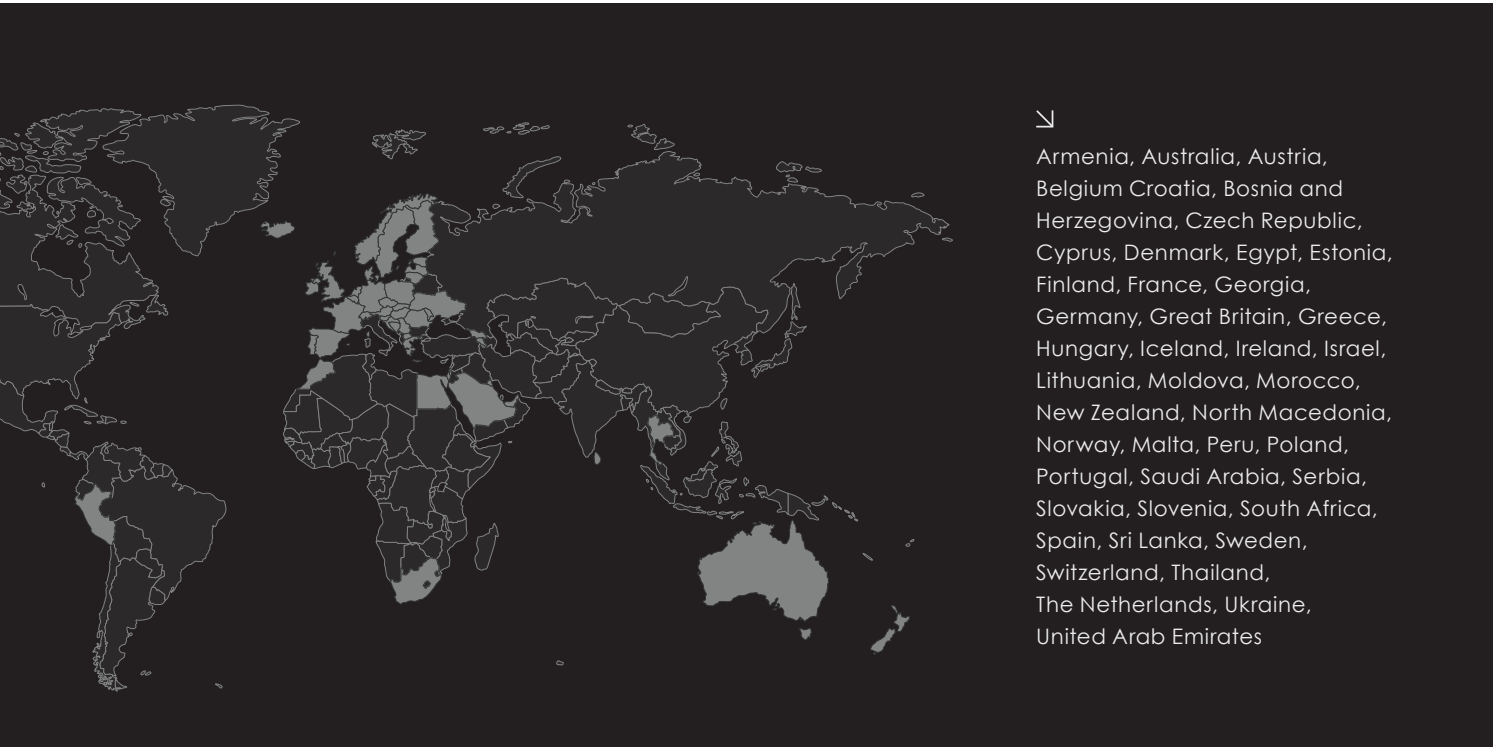 Armenia, Australia, Austria,
Belgium Croatia, Bosnia and
Herzegovina, Czech Republic,
Cyprus, Denmark, Egypt, Estonia,
Finland, France, Georgia,
Germany, Great Britain, Greece,
Hungary, Iceland, Ireland, Israel,
Lithuania, Moldova, Morocco,
New Zealand, North Macedonia,
Norway, Malta, Peru, Poland,
Portugal, Saudi Arabia, Serbia,
Slovakia, Slovenia, South Africa,
Spain, Sri Lanka, Sweden,
Switzerland, Thailand,
The Netherlands, Ukraine,
United Arab Emirates